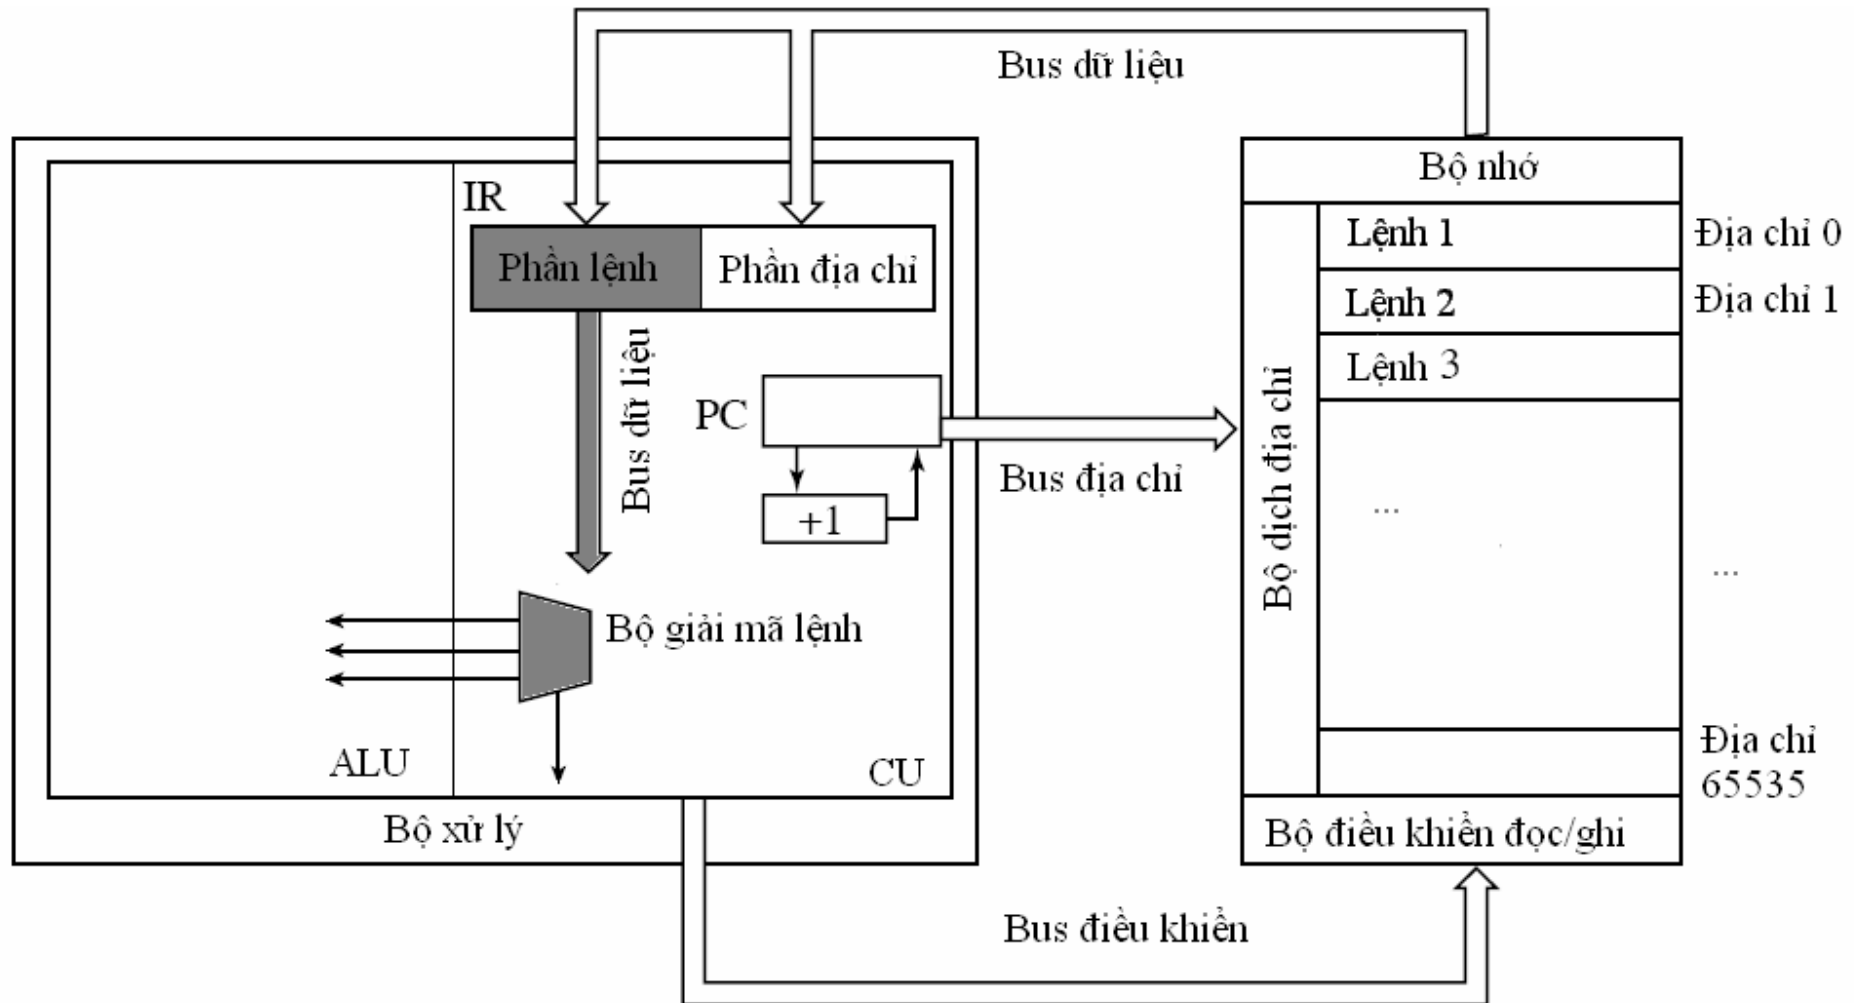 Bus dữ liệu
Bộ nhớ
IR
Phần lệnh
Phần địa chỉ
Lệnh 1
Địa chỉ 0
Lệnh 2
Địa chỉ 1
Lệnh 3
Bus dữ liệu
PC
+1
Bus địa chỉ
Bộ dịch địa chỉ
...
...
Bộ giải mã lệnh
ALU
CU
Địa chỉ
65535
Bộ xử lý
Bộ điều khiển đọc/ghi
Bus điều khiển